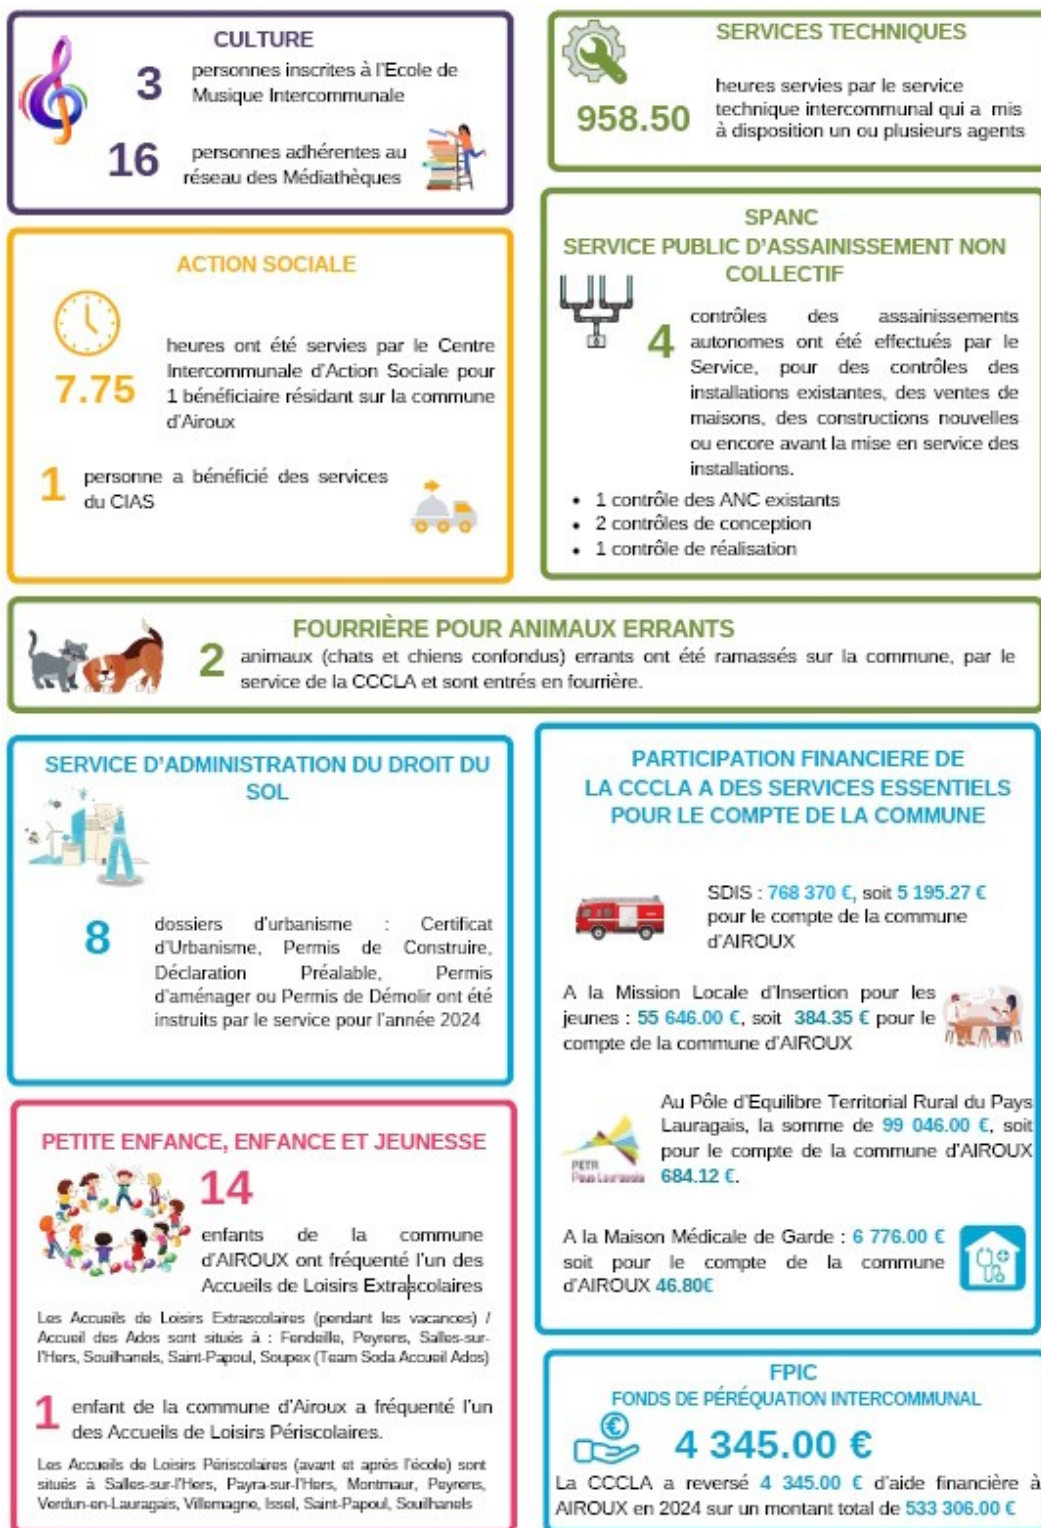 CULTURE
3
personnes inscrites à l'Ecole de
Musique Intercommunale
16
personnes adhérentes au
réseau des Médiathèques
SERVICES TECHNIQUES
958.50
heures servies par le service
technique intercommunal qui a mis
à disposition un ou plusieurs agents
ACTION SOCIALE
7.75
heures ont été servies par le Centre
Intercommunale d'Action Sociale pour
1 bénéficiaire résidant sur la commune
d'Airoux
1
personne a bénéficié des services
du CIAS
SPANC
SERVICE PUBLIC D'ASSAINISSEMENT NON
COLLECTIF
4
contrôles des assainissements
autonomes ont été effectués par le
Service, pour des contrôles des
installations existantes, des ventes de
maisons, des constructions nouvelles
ou encore avant la mise en service des
installations.
• 1 contrôle des ANC existants
• 2 contrôles de conception
• 1 contrôle de réalisation
FOURRIÈRE POUR ANIMAUX ERRANTS
2
animaux (chats et chiens confondus) errants ont été ramassés sur la commune, par le
service de la CCCLA et sont entrés en fourrière.
SERVICE D'ADMINISTRATION DU DROIT DU
SOL
8
dossiers d'urbanisme : Certificat
d'Urbanisme, Permis de Construire,
Déclaration Préalable, Permis
d'aménager ou Permis de Démolir ont été
instruits par le service pour l'année 2024
PARTICIPATION FINANCIERE DE
LA CCCLA A DES SERVICES ESSENTIELS
POUR LE COMPTE DE LA COMMUNE
SDIS : 768 370 €, soit 5 195.27 €
pour le compte de la commune
d'AIROUX
A la Mission Locale d'Insertion pour les
jeunes : 55 646.00 €, soit 384.35 € pour le
compte de la commune d'AIROUX
Au Pôle d'Equilibre Territorial Rural du Pays
Lauragais, la somme de 99 046.00 €, soit
pour le compte de la commune d'AIROUX
684.12 €.
PETR
Pays Lauragais
A la Maison Médicale de Garde : 6 776.00 €
soit pour le compte de la commune
d'AIROUX 46.80€
PETITE ENFANCE, ENFANCE ET JEUNESSE
14
enfants de la commune
d'AIROUX ont fréquenté l'un des
Accueils de Loisirs Extrascolaires
Les Accueils de Loisirs Extrascolaires (pendant les vacances) /
Accueil des Ados sont situés à : Fendeille, Peyrens, Salles-sur-
l'Hers, Souilhanels, Saint-Papoul, Soupex (Team Soda Accueil Ados)
1
enfant de la commune d'Airoux a fréquenté l'un
des Accueils de Loisirs Périscolaires.
Les Accueils de Loisirs Périscolaires (avant et après l'école) sont
situés à Salles-sur-l'Hers, Payra-sur-l'Hers, Montmaur, Peyrens,
Verdun-en-Lauragais, Villemagne, Issel, Saint-Papoul, Souilhanels
FPIC
FONDS DE PÉRÉQUATION INTERCOMMUNAL
4 345.00 €
La CCCLA a reversé 4 345.00 € d'aide financière à
AIROUX en 2024 sur un montant total de 533 306.00 €